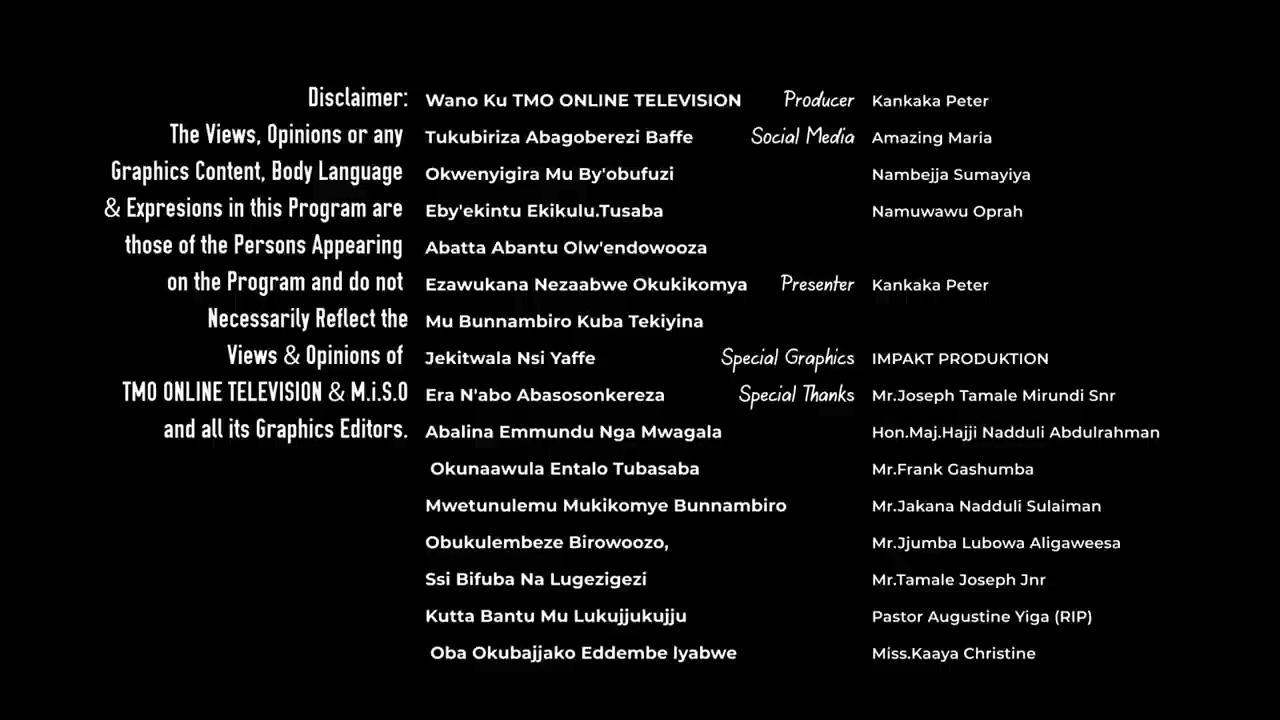 Disclaimer:
The Views, Opinions or any
Graphics Content, Body Language
& Expresions in this Program are
those of the Persons Appearing
on the Program and do not
Necessarily Reflect the
Views & Opinions of
TMO ONLINE TELEVISION & M.i.S.O
and all its Graphics Editors.
Wano Ku TMO ONLINE TELEVISION
Tukubiriza Abagoberezi Baffe
Okwenyigira Mu By'obufuzi
Eby'ekintu Ekikulu.Tusaba
Abatta Abantu Olw'endowooza
Ezawukana Nezaabwe Okukikomya
Mu Bunnambiro Kuba Tekiyina
Jekitwala Nsi Yaffe
Era N'abo Abasosonkereza
Abalina Emmundu Nga Mwagala
Okunaawula Entalo Tubasaba
Mwetunulemu Mukikomye Bunnambiro
Obukulembeze Birowoozo,
Ssi Bifuba Na Lugezigezi
Kutta Bantu Mu Lukujjukujju
Oba Okubajjako Eddembe lyabwe
Producer Kankaka Peter
Social Media Amazing Maria
Nambejja Sumayiya
Namuwawu Oprah
Presenter Kankaka Peter
Special Graphics IMPAKT PRODUKTION
Special Thanks Mr.Joseph Tamale Mirundi Snr
Hon.Maj.Hajji Nadduli Abdulrahman
Mr.Frank Gashumba
Mr.Jakana Nadduli Sulaiman
Mr.Jjumba Lubowa Aligaweesa
Mr.Tamale Joseph Jnr
Pastor Augustine Yiga (RIP)
Miss.Kaaya Christine